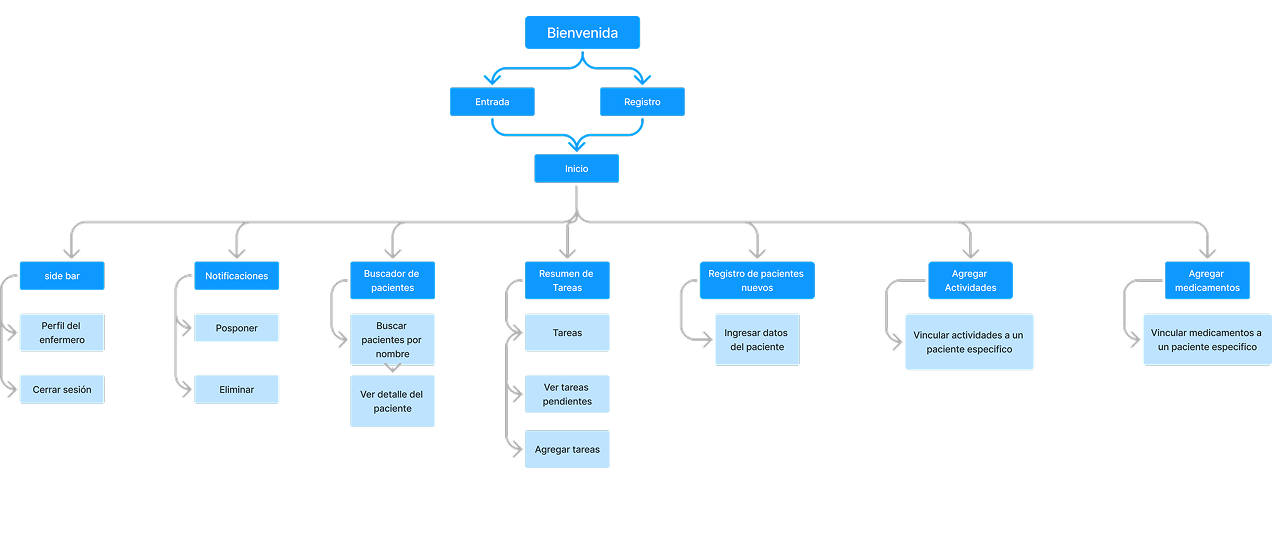 Bienvenida
Entrada
Registro
Inicio
side bar
Notificaciones
Buscador de
pacientes
Resumen de
Tareas
Registro de pacientes
nuevos
Agregar
Actividades
Agregar
medicamentos
Perfil del
enfermero
Posponer
Buscar
pacientes por
nombre
Tareas
Ingresar datos
del paciente
Vincular actividades a un
paciente especifico
Vincular medicamentos a
un paciente especifico
Cerrar sesión
Eliminar
Ver detalle del
paciente
Ver tareas
pendientes
Agregar tareas